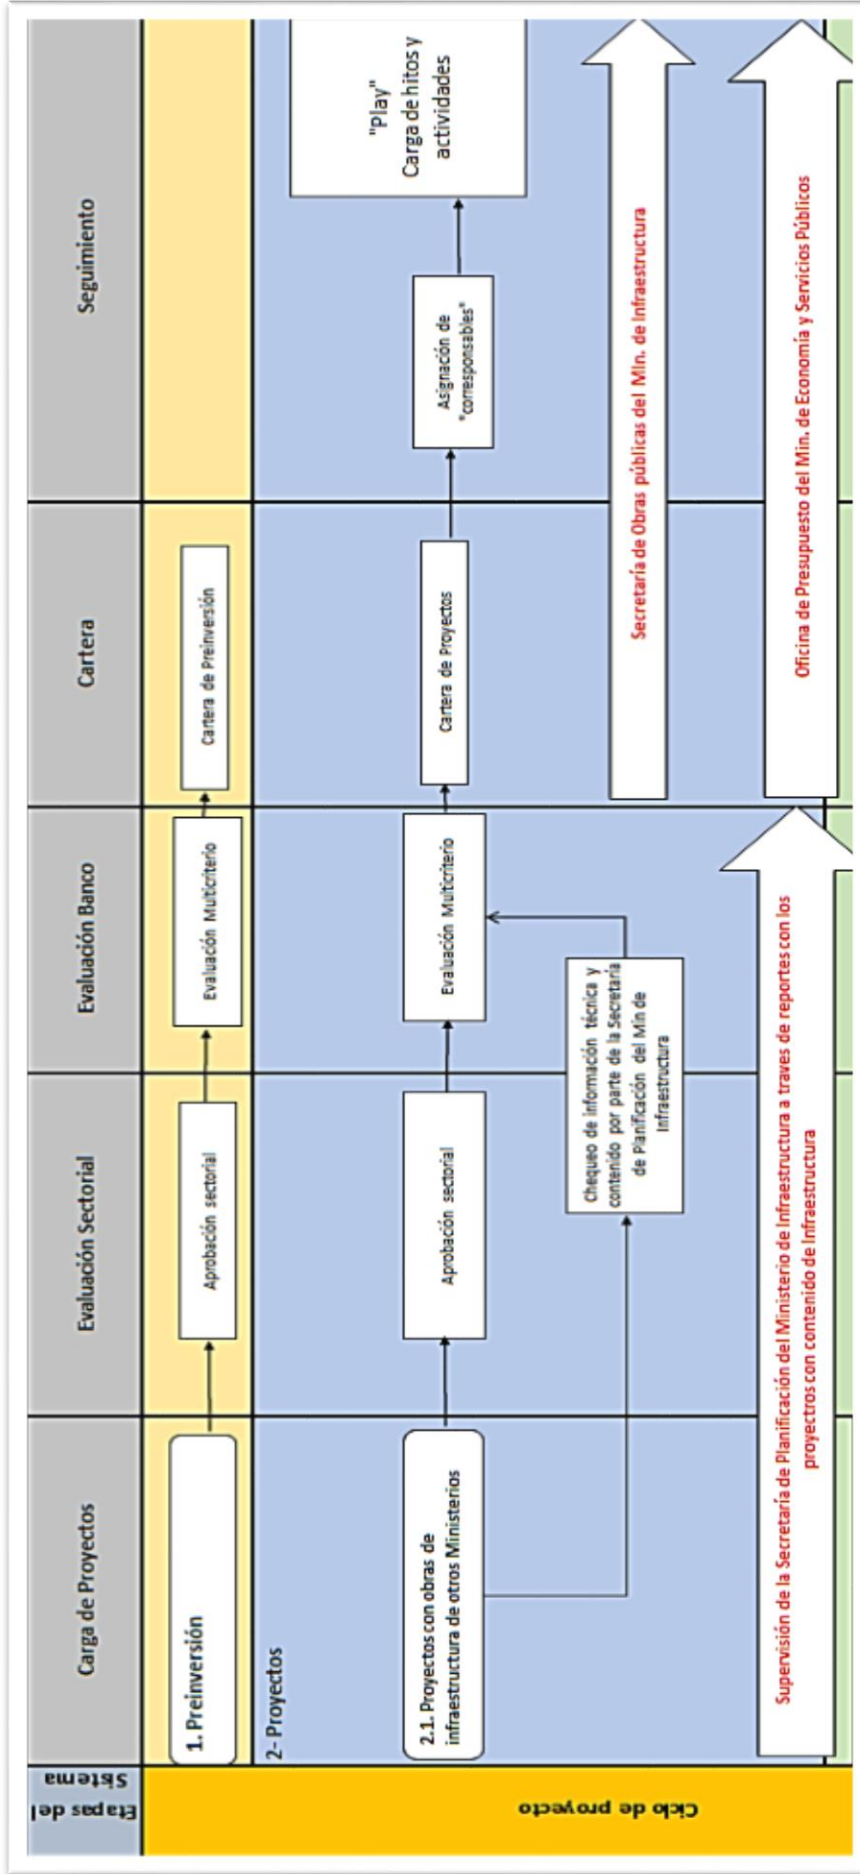 Etapas del
Sistema
Carga de Proyectos
Evaluación Sectorial
Evaluación Banco
Cartera
Seguimiento
Ciclo de proyecto
1. Preinversión
Aprobación sectorial
Evaluación Multicriterio
Cartera de Preinversión
2- Proyectos
2.1. Proyectos con obras de
infraestructura de otros Ministerios
Aprobación sectorial
Evaluación Multicriterio
Cartera de Proyectos
Asignación de
"corresponsables"
"Play"
Carga de hitos y
actividades
Chequeo de información técnica y
contenido por parte de la Secretaría
de Planificación del Min de
Infraestructura
Secretaría de Obras públicas del MIn. de Infraestructura
Supervisión de la Secretaría de Planificación del Ministerio de Infraestructura a traves de reportes con los
proyectros con contenido de Infraestructura
Oficina de Presupuesto del Min. de Economía y Servicios Públicos